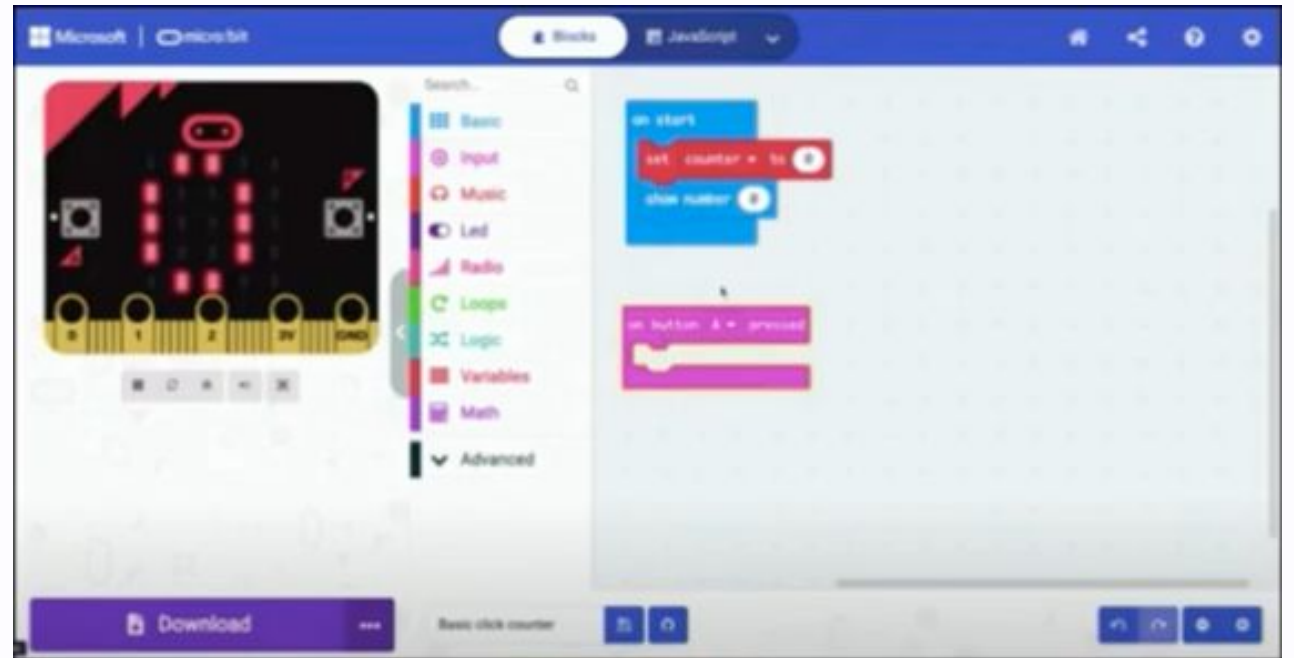 Microsoft | micro:bit
Blocks
JavaScript
Search...
Basic
Input
Music
Led
Radio
Loops
Logic
Variables
Math
Advanced
on start
set counter to 0
show number 0
on button A pressed
0 1 2 3V GND
Download
Basic click counter